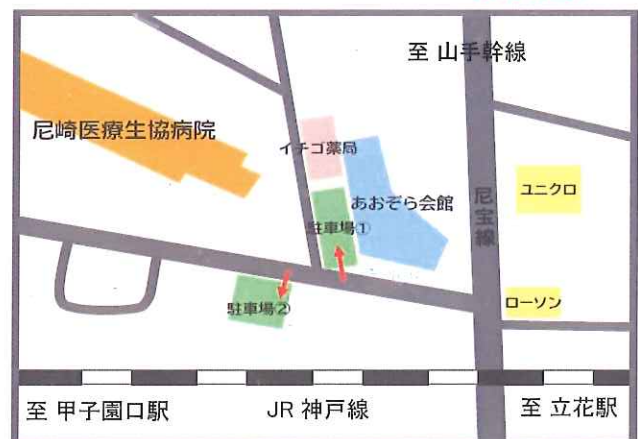 至 山手幹線
尼崎医療生協病院
イチゴ薬局
あおぞら会館
駐車場①
尼宝線
ユニクロ
ローソン
駐車場②
至 甲子園口駅
JR 神戸線
至 立花駅